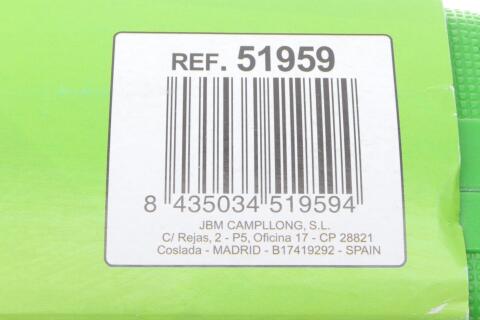 REF. 51959
8 435034 519594
JBM CAMPLLONG, S.L.
C/ Rejas, 2 - P5, Oficina 17 - CP 28821
Coslada - MADRID - B17419292 - SPAIN